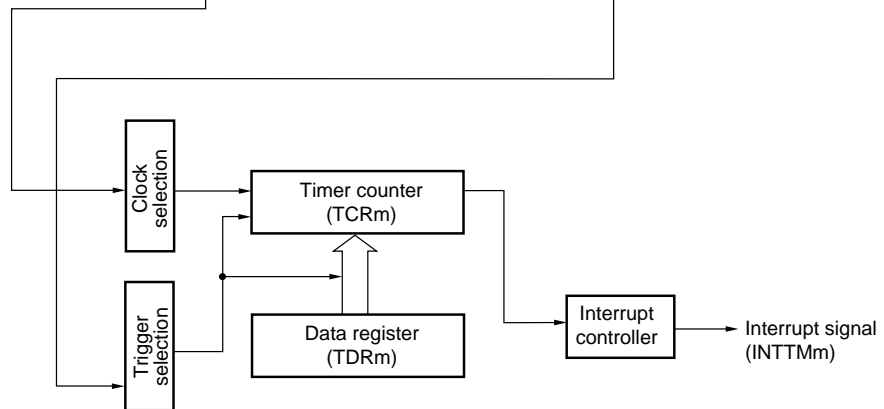 Clock
selection
Timer counter
(TCRm)
Trigger
selection
Data register
(TDRm)
Interrupt
controller
Interrupt signal
(INTTMm)